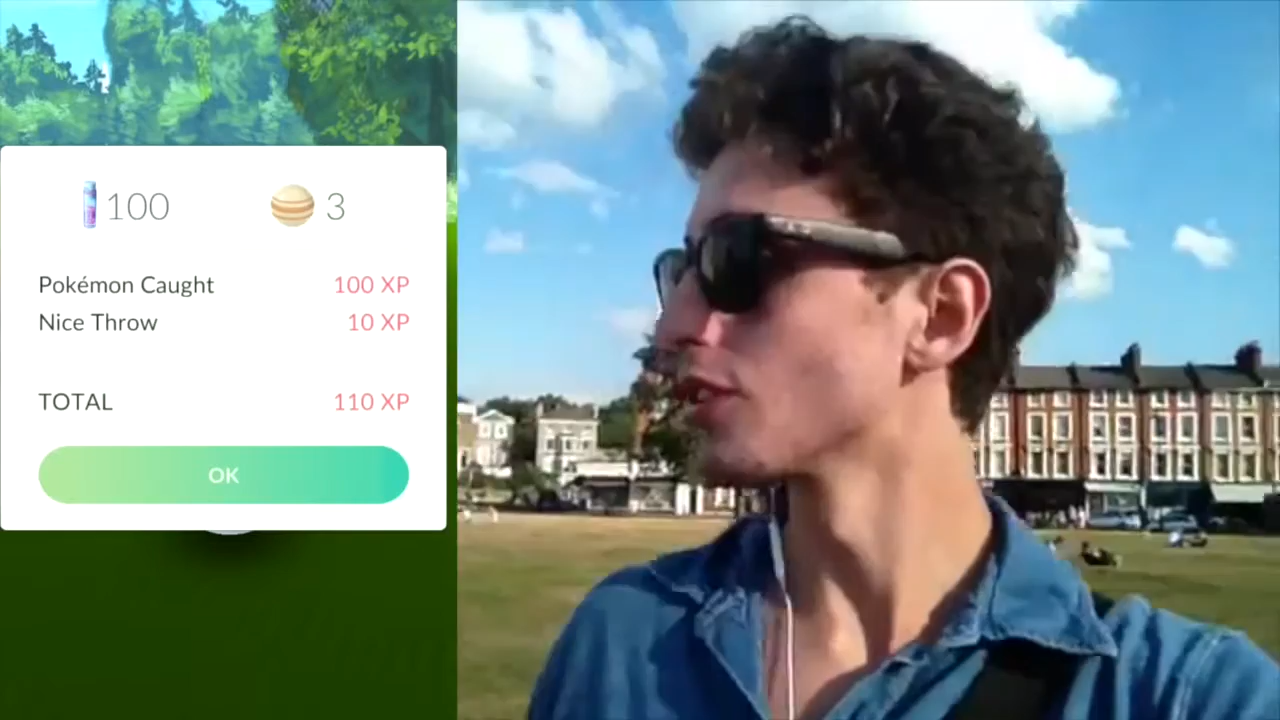 100 3
Pokémon Caught 100 XP
Nice Throw 10 XP
TOTAL 110 XP
OK